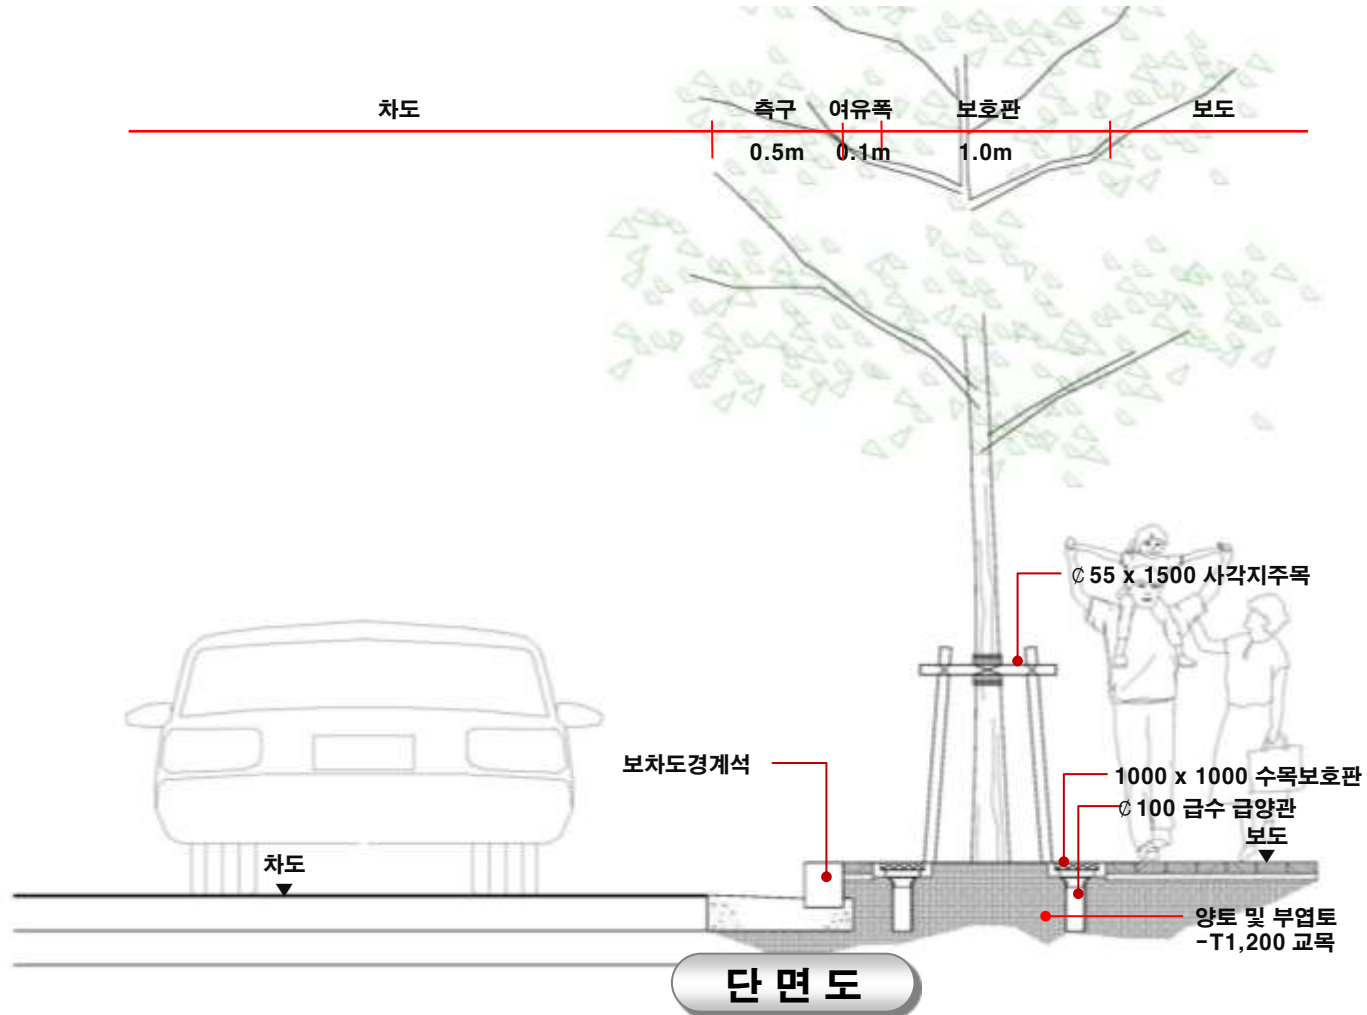 차도 측구 여유폭 보호판 보도
0.5m 0.1m 1.0m
₵55 x 1500 사각지주목
보차도경계석
1000 x 1000 수목보호판
₵100 급수 급양관
보도
차도
양토 및 부엽토
-T1,200 교목
단 면 도